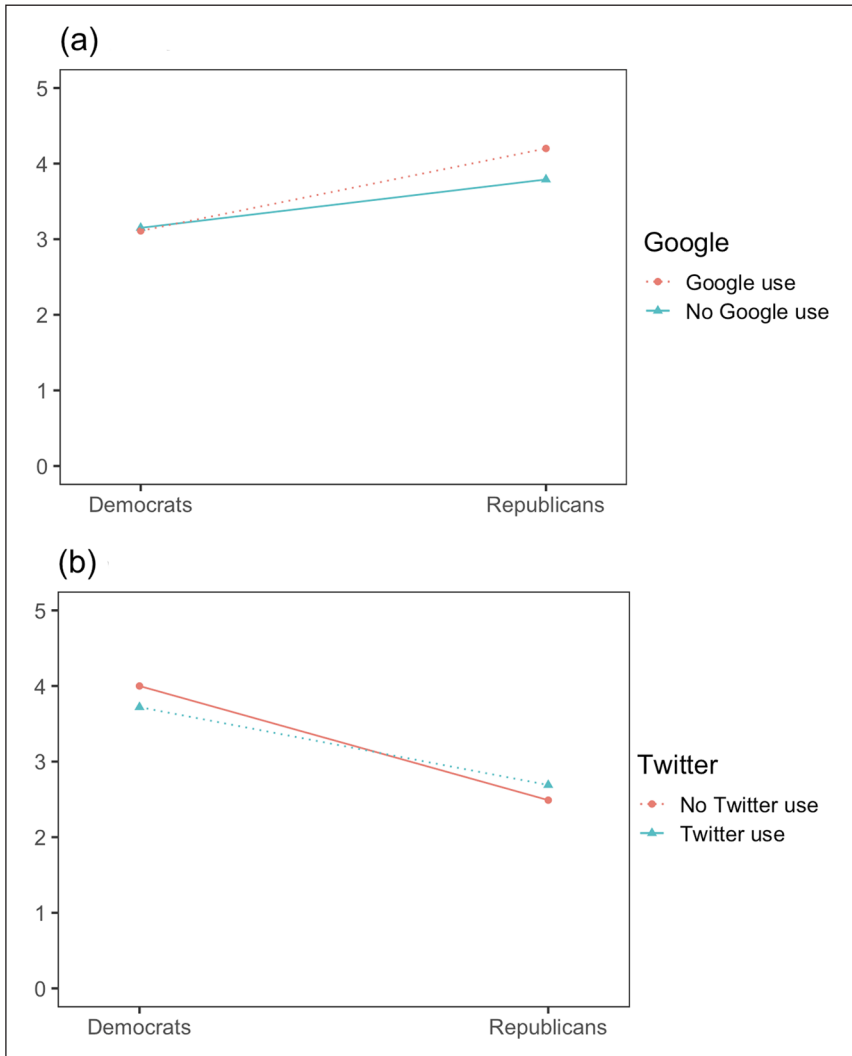 (a)
5
4
3
2
1
0
Democrats Republicans
Google
Google use
No Google use
(b)
5
4
3
2
1
0
Democrats Republicans
Twitter
No Twitter use
Twitter use